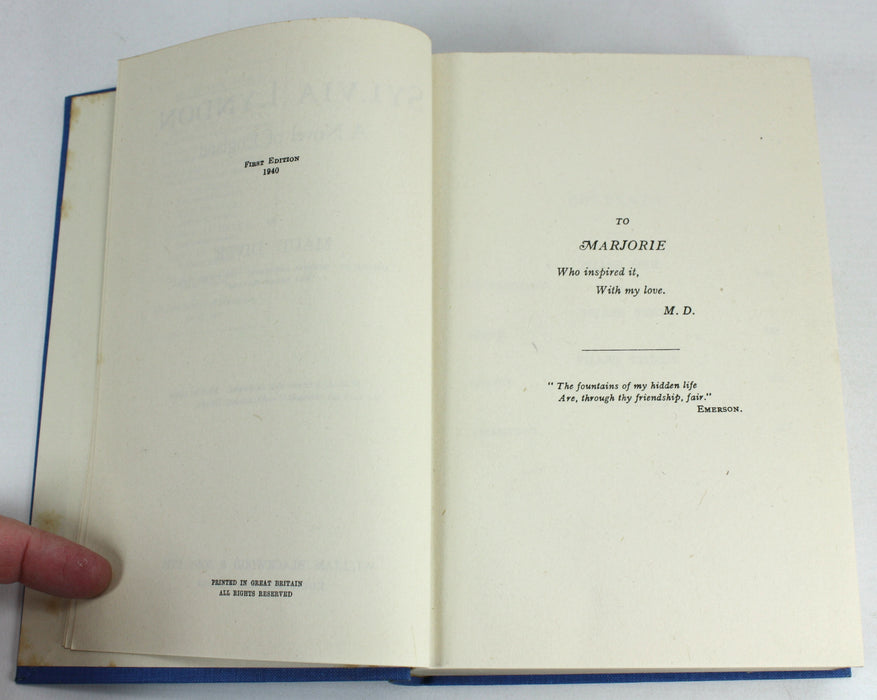 FIRST EDITION
1940
PRINTED IN GREAT BRITAIN
ALL RIGHTS RESERVED
TO
MARJORIE
Who inspired it,
With my love.
M. D.
“ The fountains of my hidden life
Are, through thy friendship, fair.”
EMERSON.